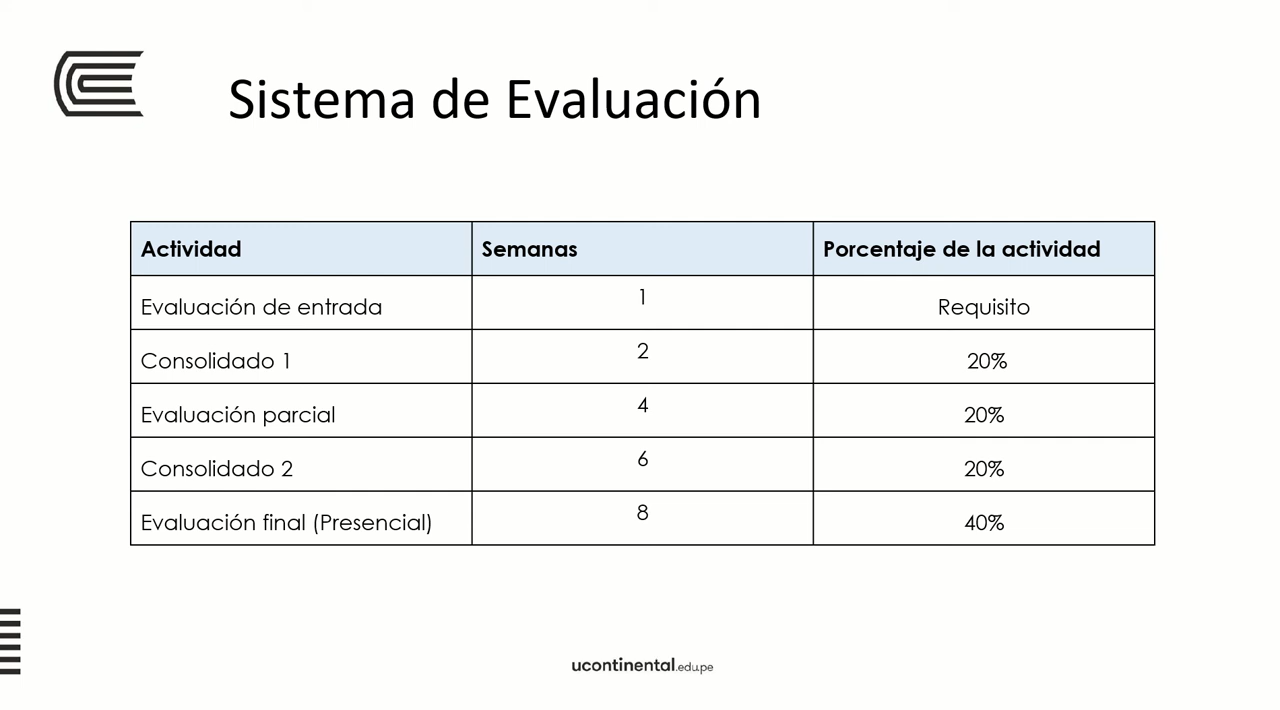 Sistema de Evaluación
Actividad Semanas Porcentaje de la actividad
Evaluación de entrada 1 Requisito
Consolidado 1 2 20%
Evaluación parcial 4 20%
Consolidado 2 6 20%
Evaluación final (Presencial) 8 40%
ucontinental.edu.pe